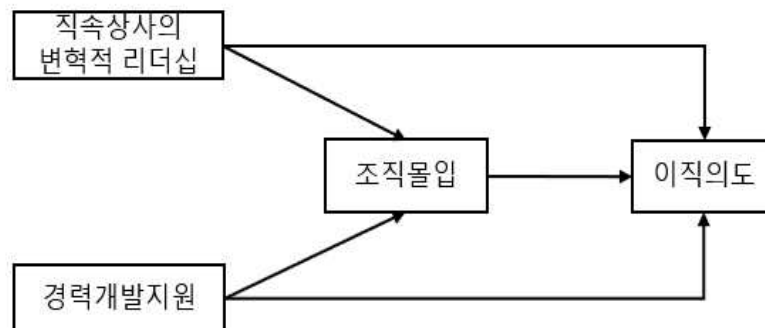 직속상사의
변혁적 리더십
조직몰입
이직의도
경력개발지원